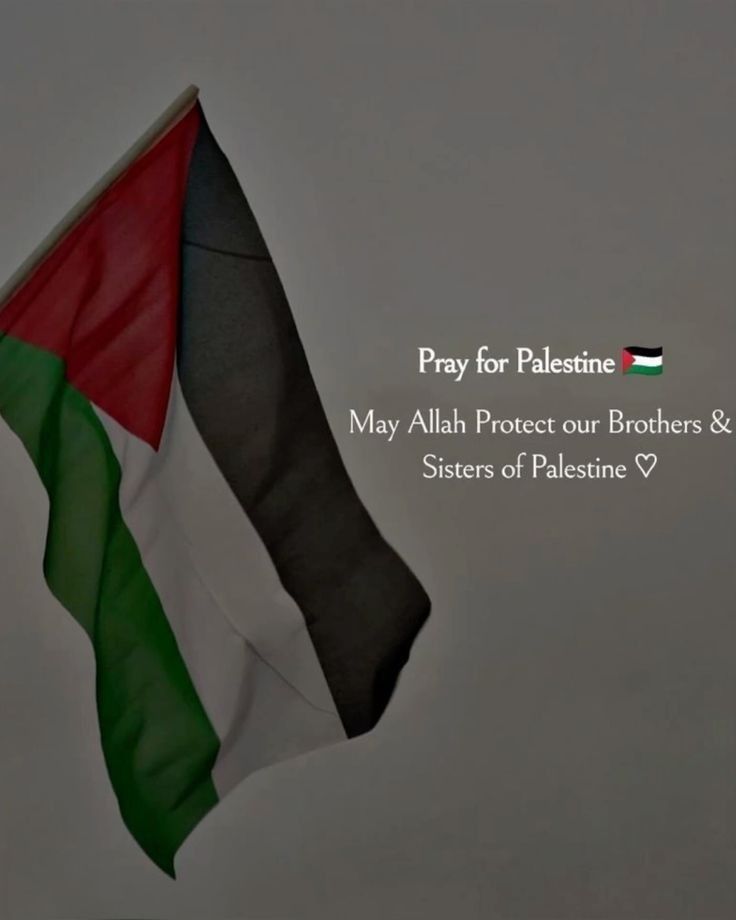 Pray for Palestine 🇵🇸
May Allah Protect our Brothers &
Sisters of Palestine ♡